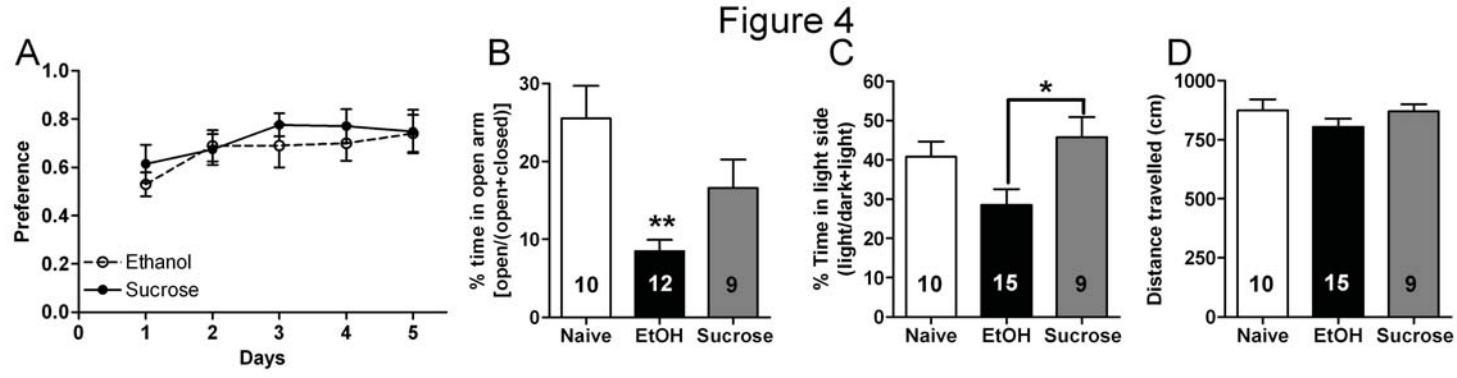 Figure 4
A
Preference
1.0
0.8
0.6
0.4
0.2
0.0
Ethanol
Sucrose
0 1 2 3 4 5
Days
B
% time in open arm
[open/(open+closed)]
30
20
10
0
**
10 12 9
Naive EtOH Sucrose
C
% Time in light side
(light/dark+light)
60
50
40
30
20
10
0
*
10 15 9
Naive EtOH Sucrose
D
Distance travelled (cm)
1000
750
500
250
0
10 15 9
Naive EtOH Sucrose